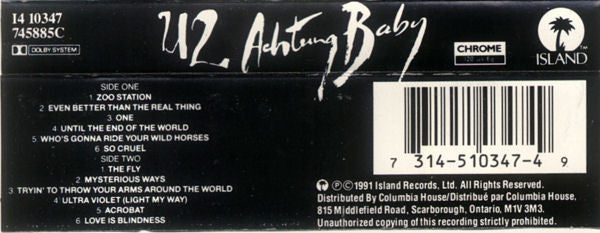 I4 10347
745885C
DOLBY SYSTEM
U2 Achtung Baby
CHROME
ISLAND™
SIDE ONE
1 ZOO STATION
2 EVEN BETTER THAN THE REAL THING
3 ONE
4 UNTIL THE END OF THE WORLD
5 WHO'S GONNA RIDE YOUR WILD HORSES
6 SO CRUEL
SIDE TWO
1 THE FLY
2 MYSTERIOUS WAYS
3 TRYIN' TO THROW YOUR ARMS AROUND THE WORLD
4 ULTRA VIOLET (LIGHT MY WAY)
5 ACROBAT
6 LOVE IS BLINDNESS
7 314-510347-4 9
℗©1991 Island Records, Ltd. All Rights Reserved.
Distributed By Columbia House/Distribué par Columbia House,
815 Middlefield Road, Scarborough, Ontario, M1V 3M3.
Unauthorized copying of this recording strictly prohibited.